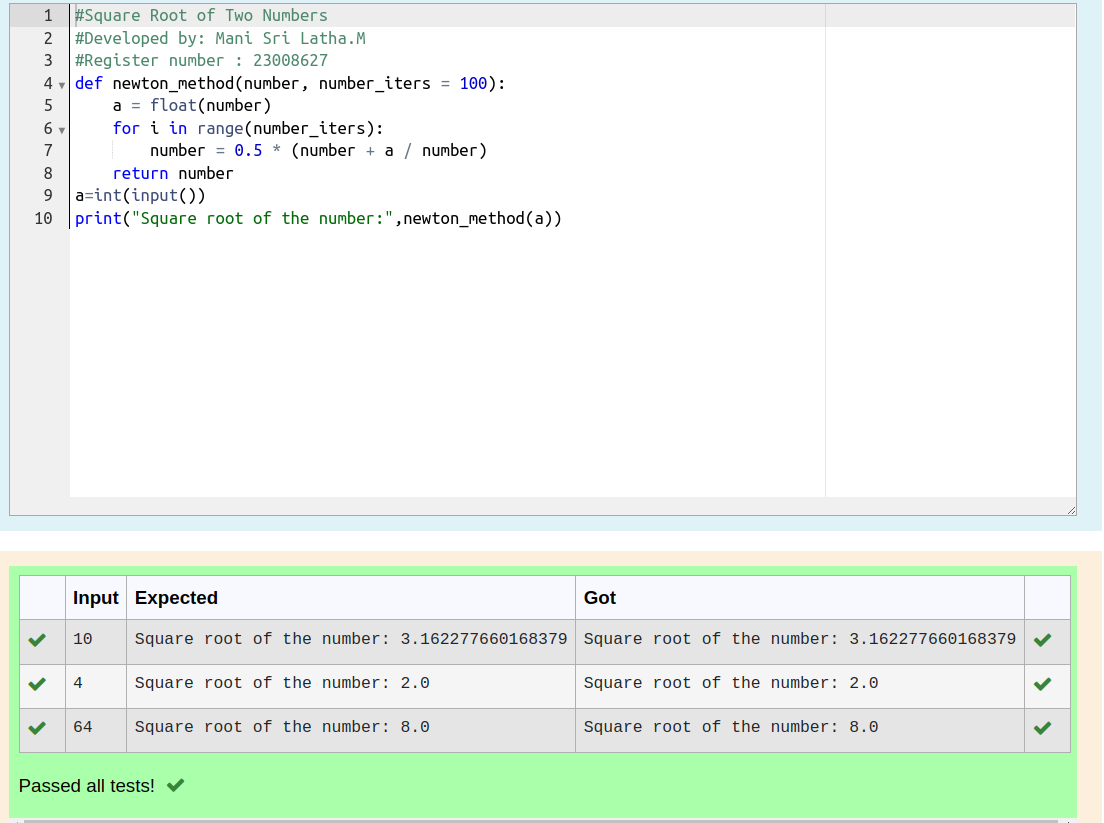 1 #Square Root of Two Numbers
2 #Developed by: Mani Sri Latha.M
3 #Register number : 23008627
4 def newton_method(number, number_iters = 100):
5     a = float(number)
6     for i in range(number_iters):
7         number = 0.5 * (number + a / number)
8     return number
9 a=int(input())
10 print("Square root of the number:",newton_method(a))
Input Expected Got
10 Square root of the number: 3.162277660168379 Square root of the number: 3.162277660168379
4 Square root of the number: 2.0 Square root of the number: 2.0
64 Square root of the number: 8.0 Square root of the number: 8.0
Passed all tests!